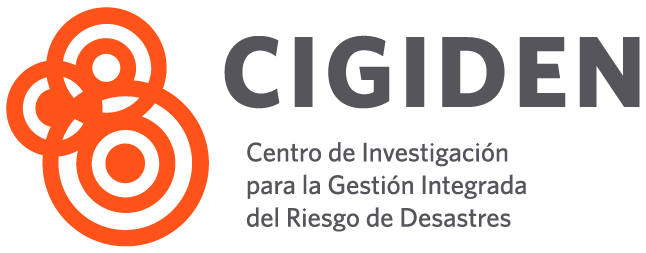 CIGIDEN
Centro de Investigación
para la Gestión Integrada
del Riesgo de Desastres